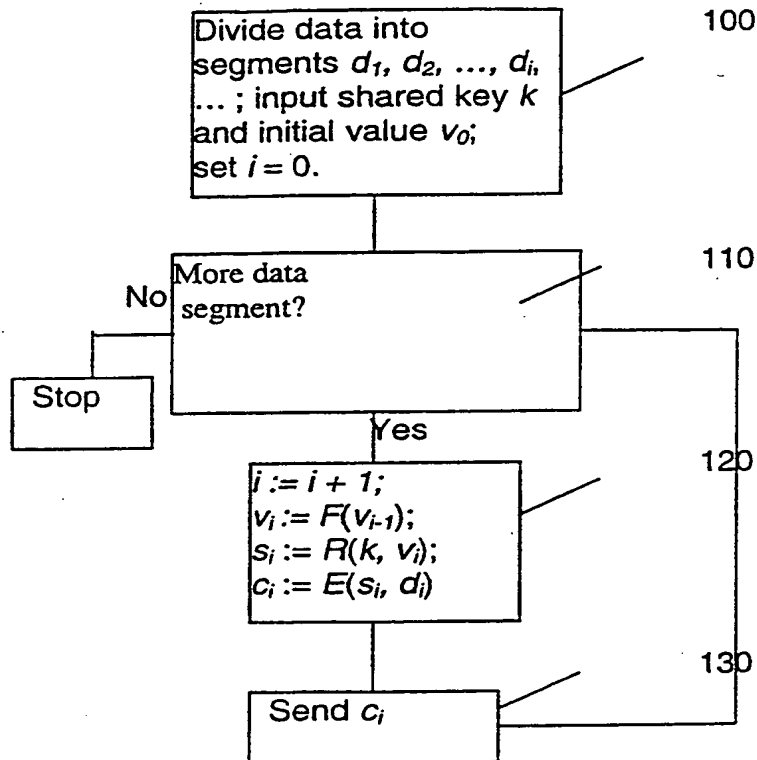 100
Divide data into
segments d₁, d₂, ..., dᵢ,
... ; input shared key k
and initial value v₀;
set i = 0.
110
More data
segment?
No
Stop
Yes
120
i := i + 1;
vᵢ := F(vᵢ₋₁);
sᵢ := R(k, vᵢ);
cᵢ := E(sᵢ, dᵢ)
130
Send cᵢ